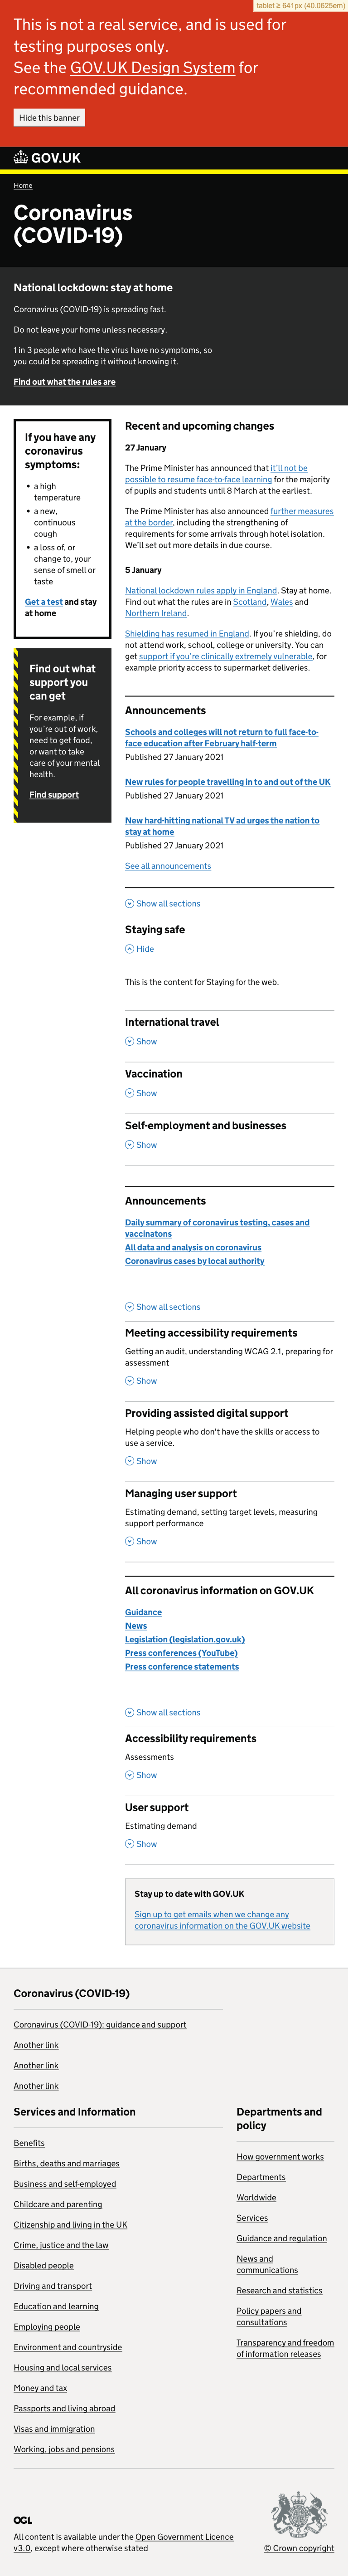 tablet ≥ 641px (40.0625em)
This is not a real service, and is used for
testing purposes only.
See the GOV.UK Design System for
recommended guidance.
Hide this banner
GOV.UK
Home
Coronavirus
(COVID-19)
National lockdown: stay at home
Coronavirus (COVID-19) is spreading fast.
Do not leave your home unless necessary.
1 in 3 people who have the virus have no symptoms, so
you could be spreading it without knowing it.
Find out what the rules are
If you have any
coronavirus
symptoms:
• a high
temperature
• a new,
continuous
cough
• a loss of, or
change to, your
sense of smell or
taste
Get a test and stay
at home
Find out what
support you
can get
For example, if
you're out of work,
need to get food,
or want to take
care of your mental
health.
Find support
Recent and upcoming changes
27 January
The Prime Minister has announced that it'll not be
possible to resume face-to-face learning for the majority
of pupils and students until 8 March at the earliest.
The Prime Minister has also announced further measures
at the border, including the strengthening of
requirements for some arrivals through hotel isolation.
We'll set out more details in due course.
5 January
National lockdown rules apply in England. Stay at home.
Find out what the rules are in Scotland, Wales and
Northern Ireland.
Shielding has resumed in England. If you're shielding, do
not attend work, school, college or university. You can
get support if you're clinically extremely vulnerable, for
example priority access to supermarket deliveries.
Announcements
Schools and colleges will not return to full face-to-
face education after February half-term
Published 27 January 2021
New rules for people travelling in to and out of the UK
Published 27 January 2021
New hard-hitting national TV ad urges the nation to
stay at home
Published 27 January 2021
See all announcements
Show all sections
Staying safe
Hide
This is the content for Staying for the web.
International travel
Show
Vaccination
Show
Self-employment and businesses
Show
Announcements
Daily summary of coronavirus testing, cases and
vaccinatons
All data and analysis on coronavirus
Coronavirus cases by local authority
Show all sections
Meeting accessibility requirements
Getting an audit, understanding WCAG 2.1, preparing for
assessment
Show
Providing assisted digital support
Helping people who don't have the skills or access to
use a service.
Show
Managing user support
Estimating demand, setting target levels, measuring
support performance
Show
All coronavirus information on GOV.UK
Guidance
News
Legislation (legislation.gov.uk)
Press conferences (YouTube)
Press conference statements
Show all sections
Accessibility requirements
Assessments
Show
User support
Estimating demand
Show
Stay up to date with GOV.UK
Sign up to get emails when we change any
coronavirus information on the GOV.UK website
Coronavirus (COVID-19)
Coronavirus (COVID-19): guidance and support
Another link
Another link
Another link
Services and Information
Benefits
Births, deaths and marriages
Business and self-employed
Childcare and parenting
Citizenship and living in the UK
Crime, justice and the law
Disabled people
Driving and transport
Education and learning
Employing people
Environment and countryside
Housing and local services
Money and tax
Passports and living abroad
Visas and immigration
Working, jobs and pensions
Departments and
policy
How government works
Departments
Worldwide
Services
Guidance and regulation
News and
communications
Research and statistics
Policy papers and
consultations
Transparency and freedom
of information releases
OGL
All content is available under the Open Government Licence
v3.0, except where otherwise stated
© Crown copyright